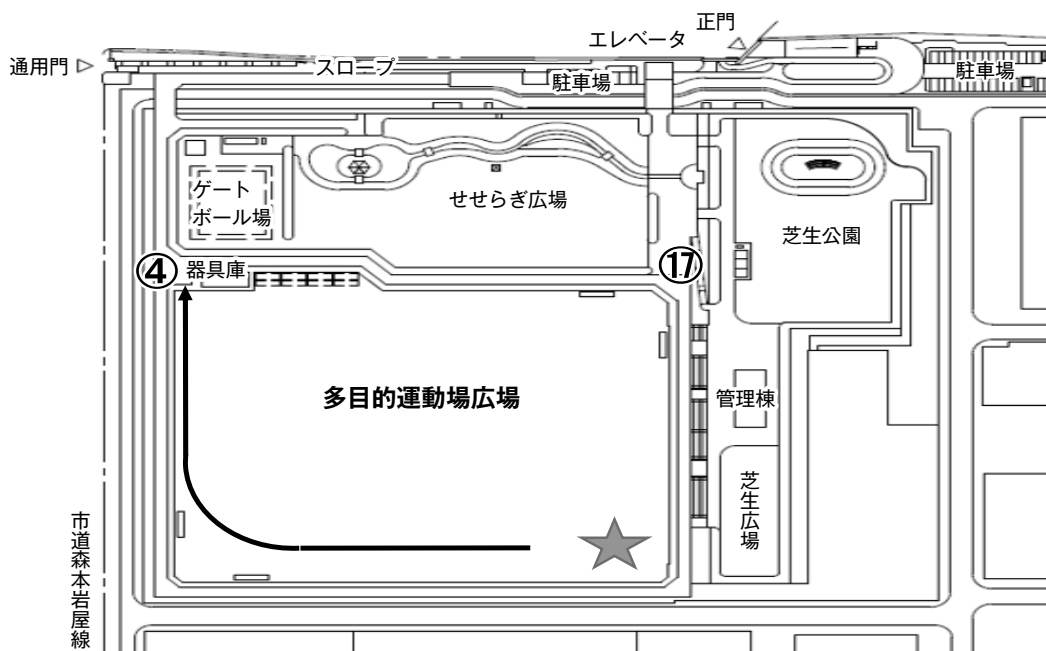 正門
エレベータ
通用門
スロープ
駐車場
駐車場
ゲート
ボール場
せせらぎ広場
芝生公園
④
器具庫
⑰
多目的運動場広場
管理棟
芝生広場
市道森本岩屋線